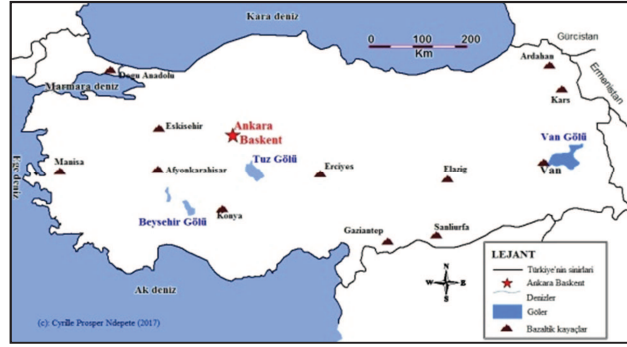 Kara deniz
0 100 200
Km
Gürcistan
Ardahan
Ermenistan
Kars
Dogu Anadolu
Marmara deniz
Eskisehir
Ankara
Baskent
Van Gölü
Van
Ege deniz
Manisa
Afyonkarahisar
Tuz Gölü
Erciyes
Elazig
Beysehir Gölü
Konya
Gaziantep
Sanliurfa
Ak deniz
N
W E
S
LEJANT
Türkiye'nin sinirlari
Ankara Baskent
Denizler
Göler
Bazaltik kayaçlar
(c): Cyrille Prosper Ndepete (2017)